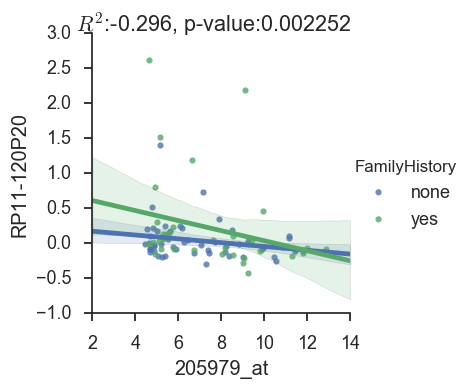 R²:-0.296, p-value:0.002252
3.0
2.5
2.0
1.5
1.0
0.5
0.0
−0.5
−1.0
RP11-120P20
2 4 6 8 10 12 14
205979_at
FamilyHistory
none
yes